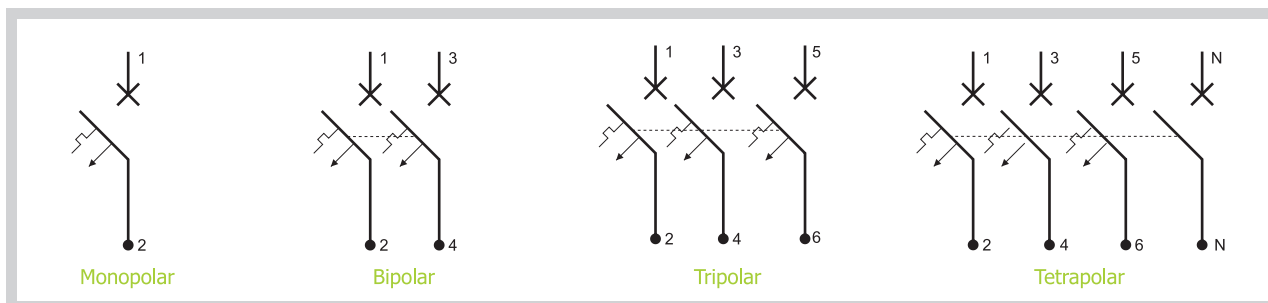 1 1 3 1 3 5 1 3 5 N
2 2 4 2 4 6 2 4 6 N
Monopolar Bipolar Tripolar Tetrapolar